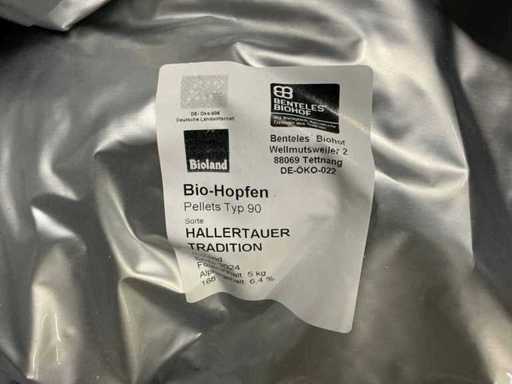 DE-Öko-006
Deutsche Landwirtschaft
BENTELES
BIOHOF
Bioland
Benteles Biohof
Wellmutsweiler 2
88069 Tettnang
DE-ÖKO-022
Bio-Hopfen
Pellets Typ 90
Sorte
HALLERTAUER
TRADITION
5 kg
6,4 %